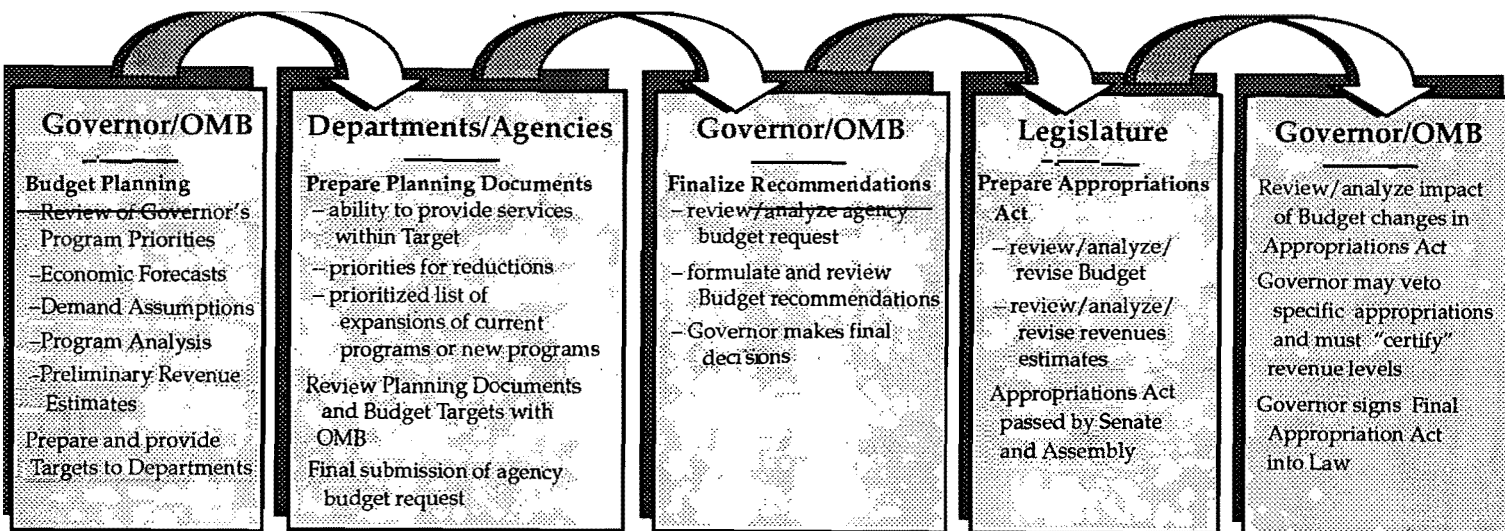 Governor/OMB
Budget Planning
–Review of Governor's
Program Priorities
–Economic Forecasts
–Demand Assumptions
–Program Analysis
–Preliminary Revenue
Estimates
Prepare and provide
Targets to Departments
Departments/Agencies
Prepare Planning Documents
– ability to provide services
within Target
– priorities for reductions
– prioritized list of
expansions of current
programs or new programs
Review Planning Documents
and Budget Targets with
OMB
Final submission of agency
budget request
Governor/OMB
Finalize Recommendations
– review/analyze agency
budget request
– formulate and review
Budget recommendations
– Governor makes final
decisions
Legislature
Prepare Appropriations
Act
– review/analyze/
revise Budget
– review/analyze/
revise revenues
estimates
Appropriations Act
passed by Senate
and Assembly
Governor/OMB
Review/analyze impact
of Budget changes in
Appropriations Act
Governor may veto
specific appropriations
and must "certify"
revenue levels
Governor signs Final
Appropriation Act
into Law